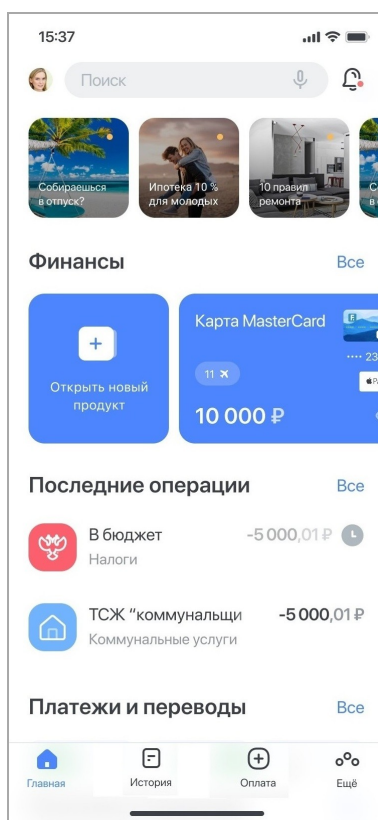 15:37
Поиск
Собираешься
в отпуск?
Ипотека 10 %
для молодых
10 правил
ремонта
Финансы
Все
Открыть новый
продукт
Карта MasterCard
11
10 000 ₽
···· 23
Последние операции
Все
В бюджет
-5 000,01 ₽
Налоги
ТСЖ “коммунальщи
-5 000,01 ₽
Коммунальные услуги
Платежи и переводы
Все
Главная
История
Оплата
Ещё